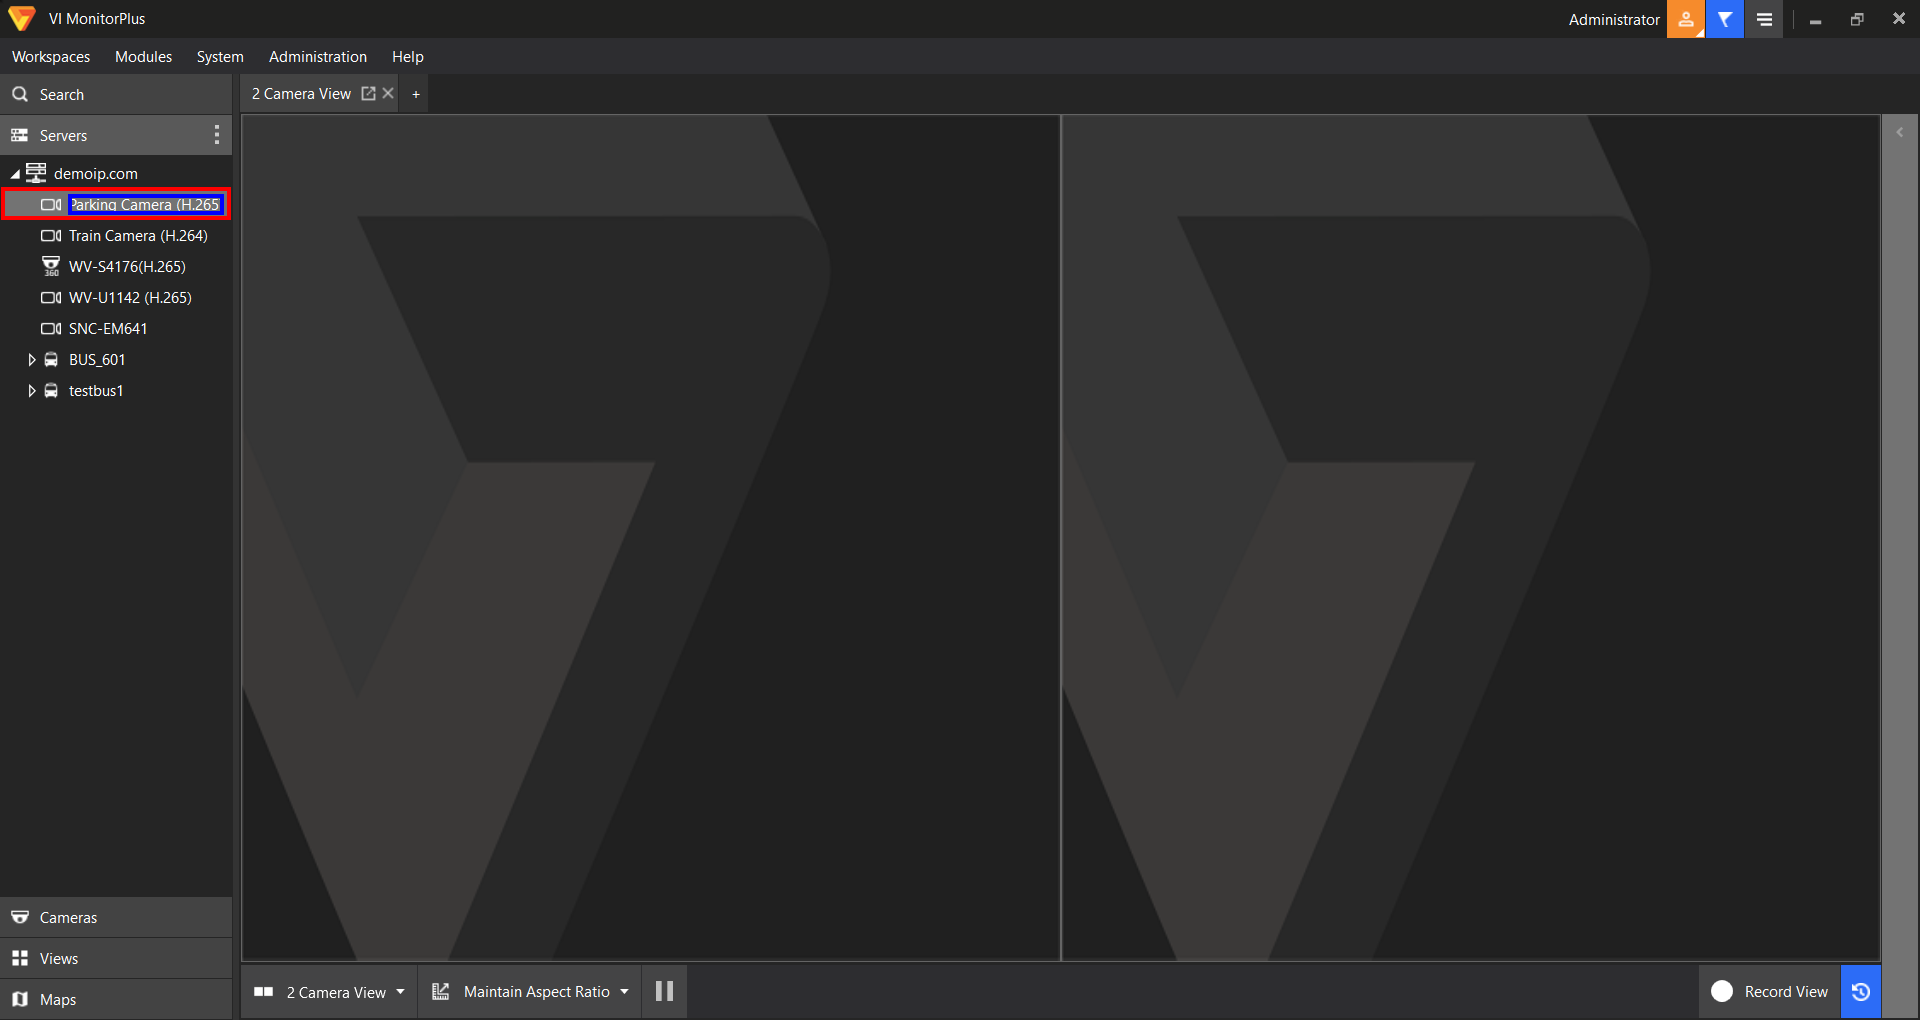 VI MonitorPlus
Administrator
Workspaces Modules System Administration Help
Search
2 Camera View +
Servers
demoip.com
Parking Camera (H.265
Train Camera (H.264)
360 WV-S4176(H.265)
WV-U1142 (H.265)
SNC-EM641
BUS_601
testbus1
Cameras
Views
Maps
2 Camera View Maintain Aspect Ratio
Record View